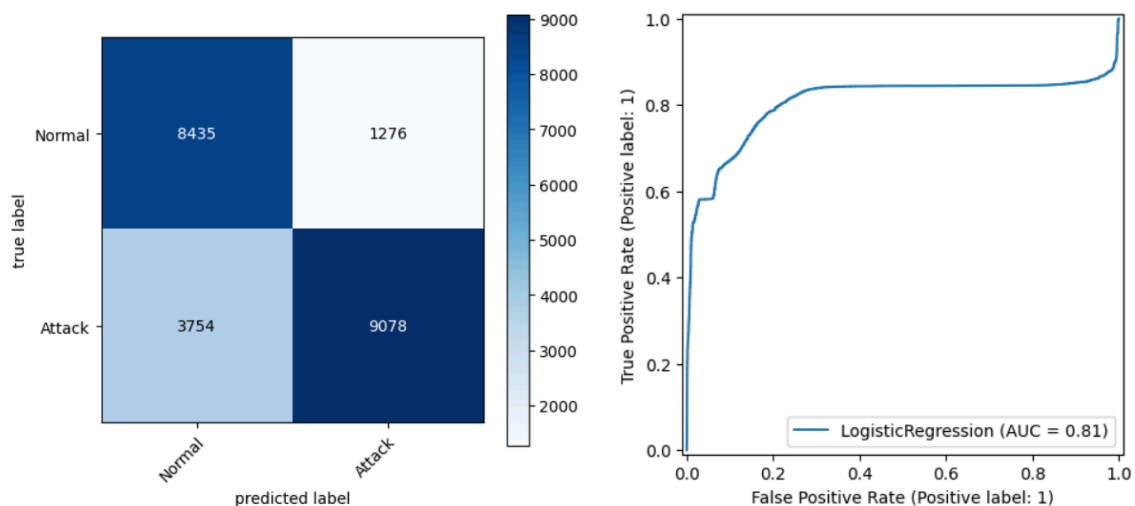 true label
Normal
Attack
8435
1276
3754
9078
Normal
Attack
predicted label
9000
8000
7000
6000
5000
4000
3000
2000
True Positive Rate (Positive label: 1)
1.0
0.8
0.6
0.4
0.2
0.0
LogisticRegression (AUC = 0.81)
0.0
0.2
0.4
0.6
0.8
1.0
False Positive Rate (Positive label: 1)